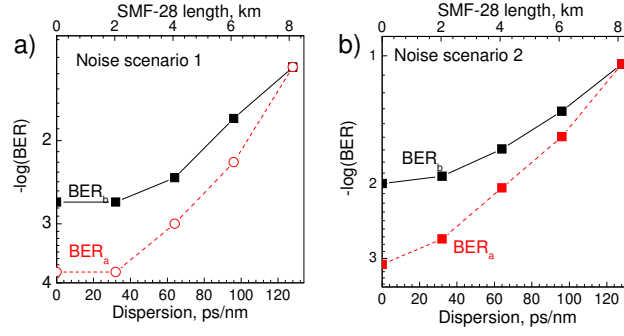 SMF-28 length, km
0 2 4 6 8
a)
Noise scenario 1
-log(BER)
2
3
4
BER_b
BER_a
0 20 40 60 80 100 120
Dispersion, ps/nm
SMF-28 length, km
0 2 4 6 8
b)
Noise scenario 2
-log(BER)
1
2
3
BER_b
BER_a
0 20 40 60 80 100 120
Dispersion, ps/nm